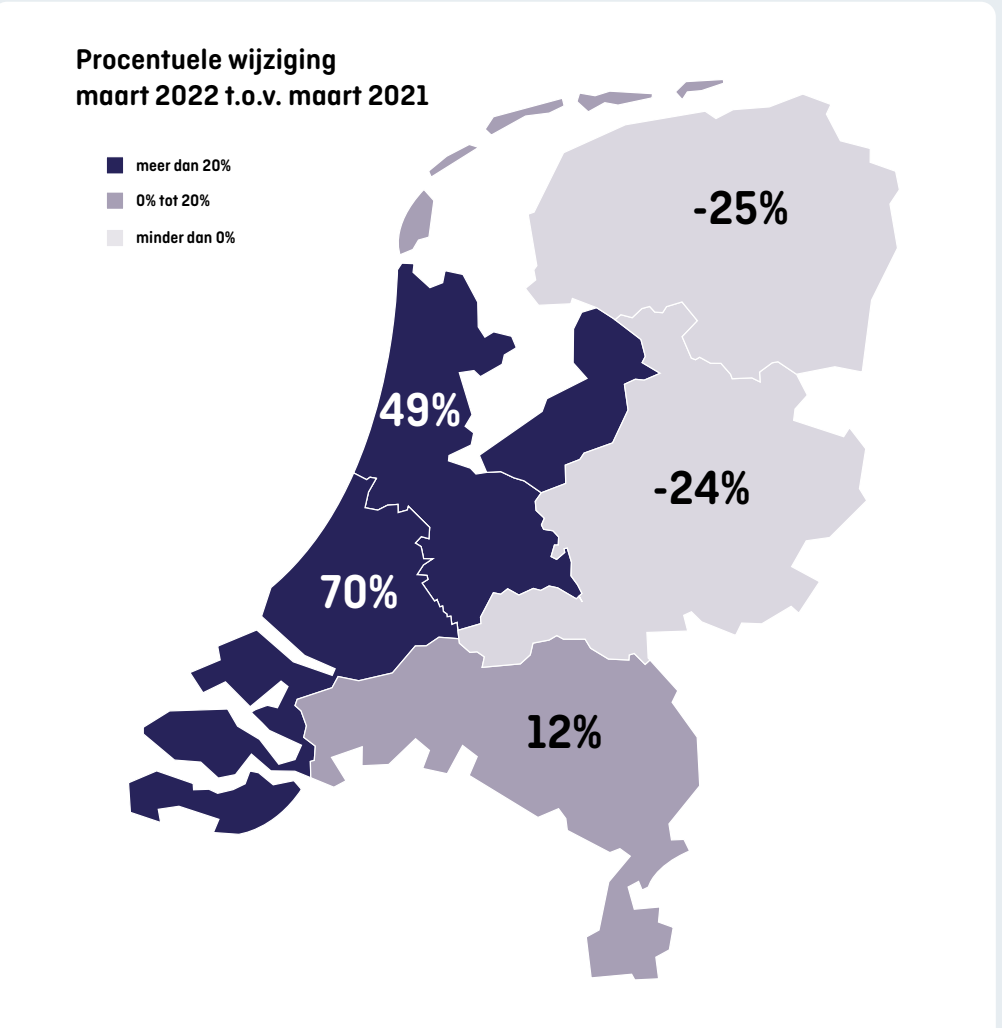 Procentuele wijziging
maart 2022 t.o.v. maart 2021
meer dan 20%
0% tot 20%
minder dan 0%
-25%
49%
-24%
70%
12%